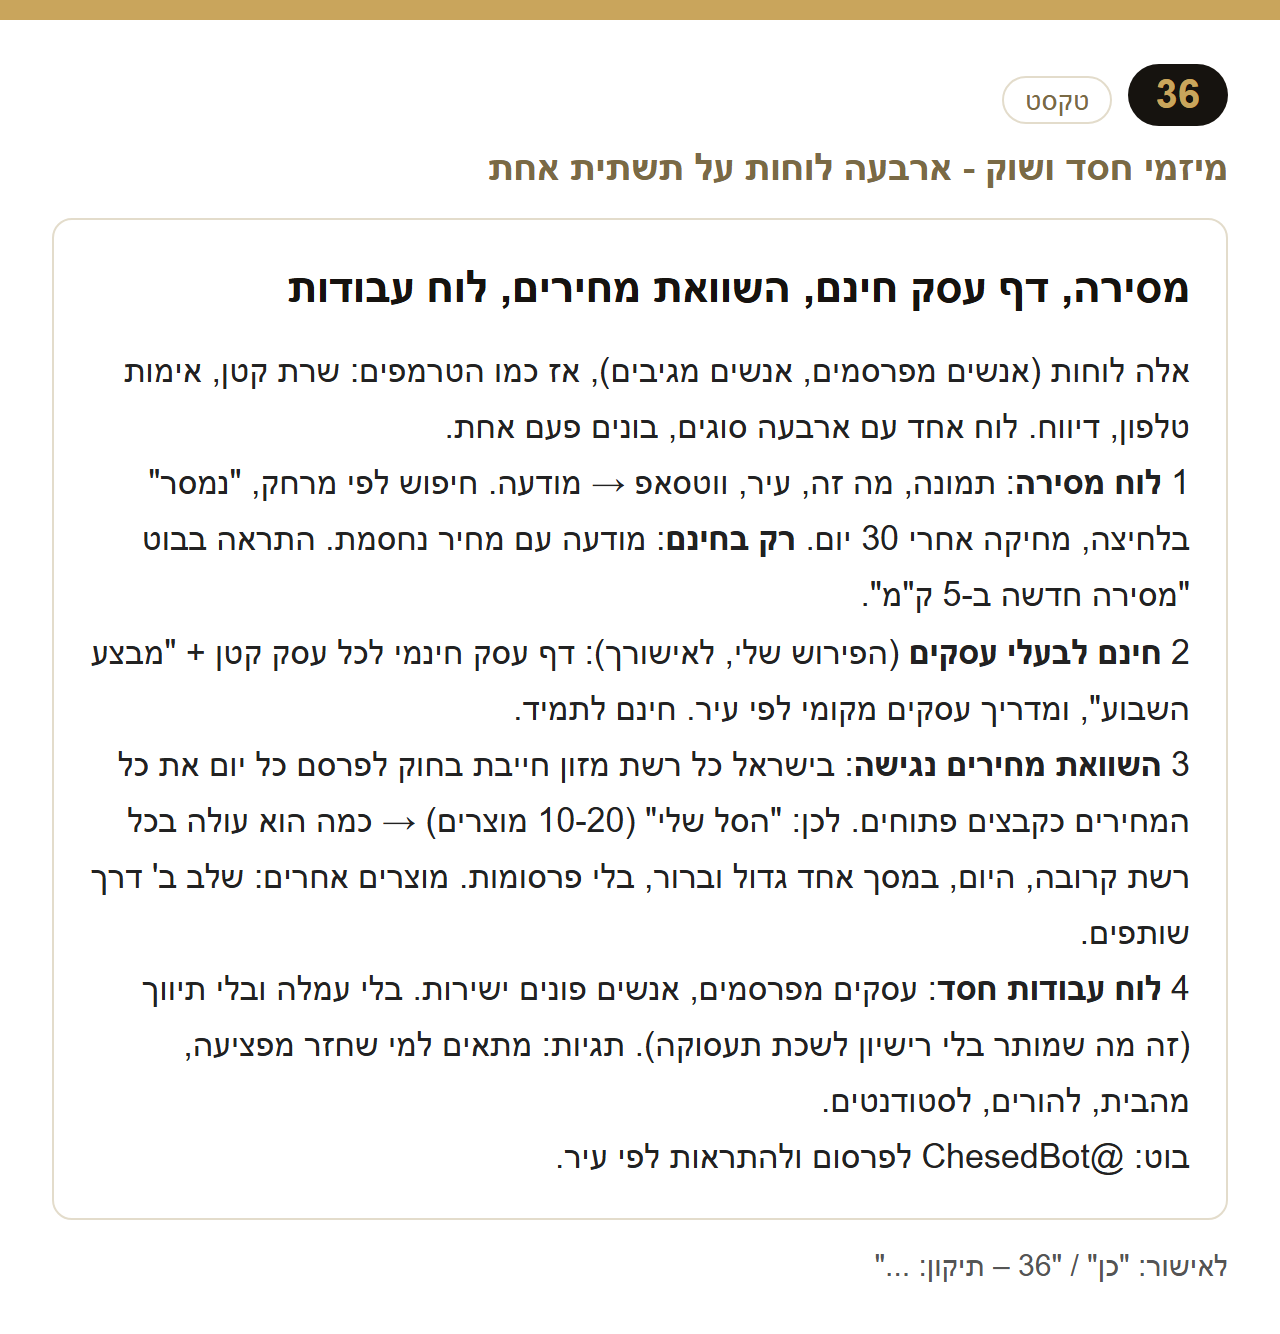 36
טקסט
מיזמי חסד ושוק - ארבעה לוחות על תשתית אחת
מסירה, דף עסק חינם, השוואת מחירים, לוח עבודות
אלה לוחות (אנשים מפרסמים, אנשים מגיבים), אז כמו הטרמפים: שרת קטן, אימות
טלפון, דיווח. לוח אחד עם ארבעה סוגים, בונים פעם אחת.
1 לוח מסירה: תמונה, מה זה, עיר, ווטסאפ → מודעה. חיפוש לפי מרחק, "נמסר"
בלחיצה, מחיקה אחרי 30 יום. רק בחינם: מודעה עם מחיר נחסמת. התראה בבוט
"מסירה חדשה ב-5 ק"מ".
2 חינם לבעלי עסקים (הפירוש שלי, לאישורך): דף עסק חינמי לכל עסק קטן + "מבצע
השבוע", ומדריך עסקים מקומי לפי עיר. חינם לתמיד.
3 השוואת מחירים נגישה: בישראל כל רשת מזון חייבת בחוק לפרסם כל יום את כל
המחירים כקבצים פתוחים. לכן: "הסל שלי" (10-20 מוצרים) → כמה הוא עולה בכל
רשת קרובה, היום, במסך אחד גדול וברור, בלי פרסומות. מוצרים אחרים: שלב ב' דרך
שותפים.
4 לוח עבודות חסד: עסקים מפרסמים, אנשים פונים ישירות. בלי עמלה ובלי תיווך
(זה מה שמותר בלי רישיון לשכת תעסוקה). תגיות: מתאים למי שחזר מפציעה,
מהבית, להורים, לסטודנטים.
בוט: @ChesedBot לפרסום ולהתראות לפי עיר.
לאישור: "כן" / "36 – תיקון: ..."